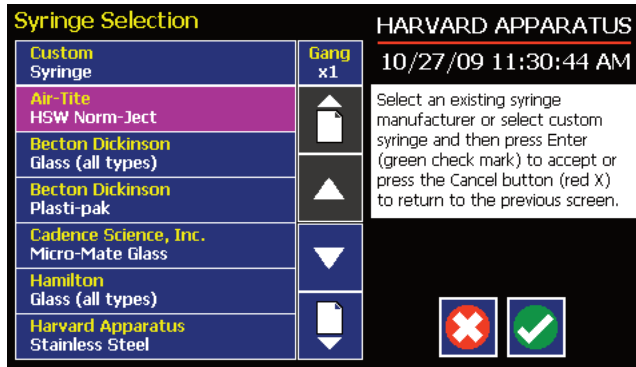 Syringe Selection
Custom
Syringe
Gang
x1
Air-Tite
HSW Norm-Ject
Becton Dickinson
Glass (all types)
Becton Dickinson
Plasti-pak
Cadence Science, Inc.
Micro-Mate Glass
Hamilton
Glass (all types)
Harvard Apparatus
Stainless Steel
HARVARD APPARATUS
10/27/09 11:30:44 AM
Select an existing syringe
manufacturer or select custom
syringe and then press Enter
(green check mark) to accept or
press the Cancel button (red X)
to return to the previous screen.